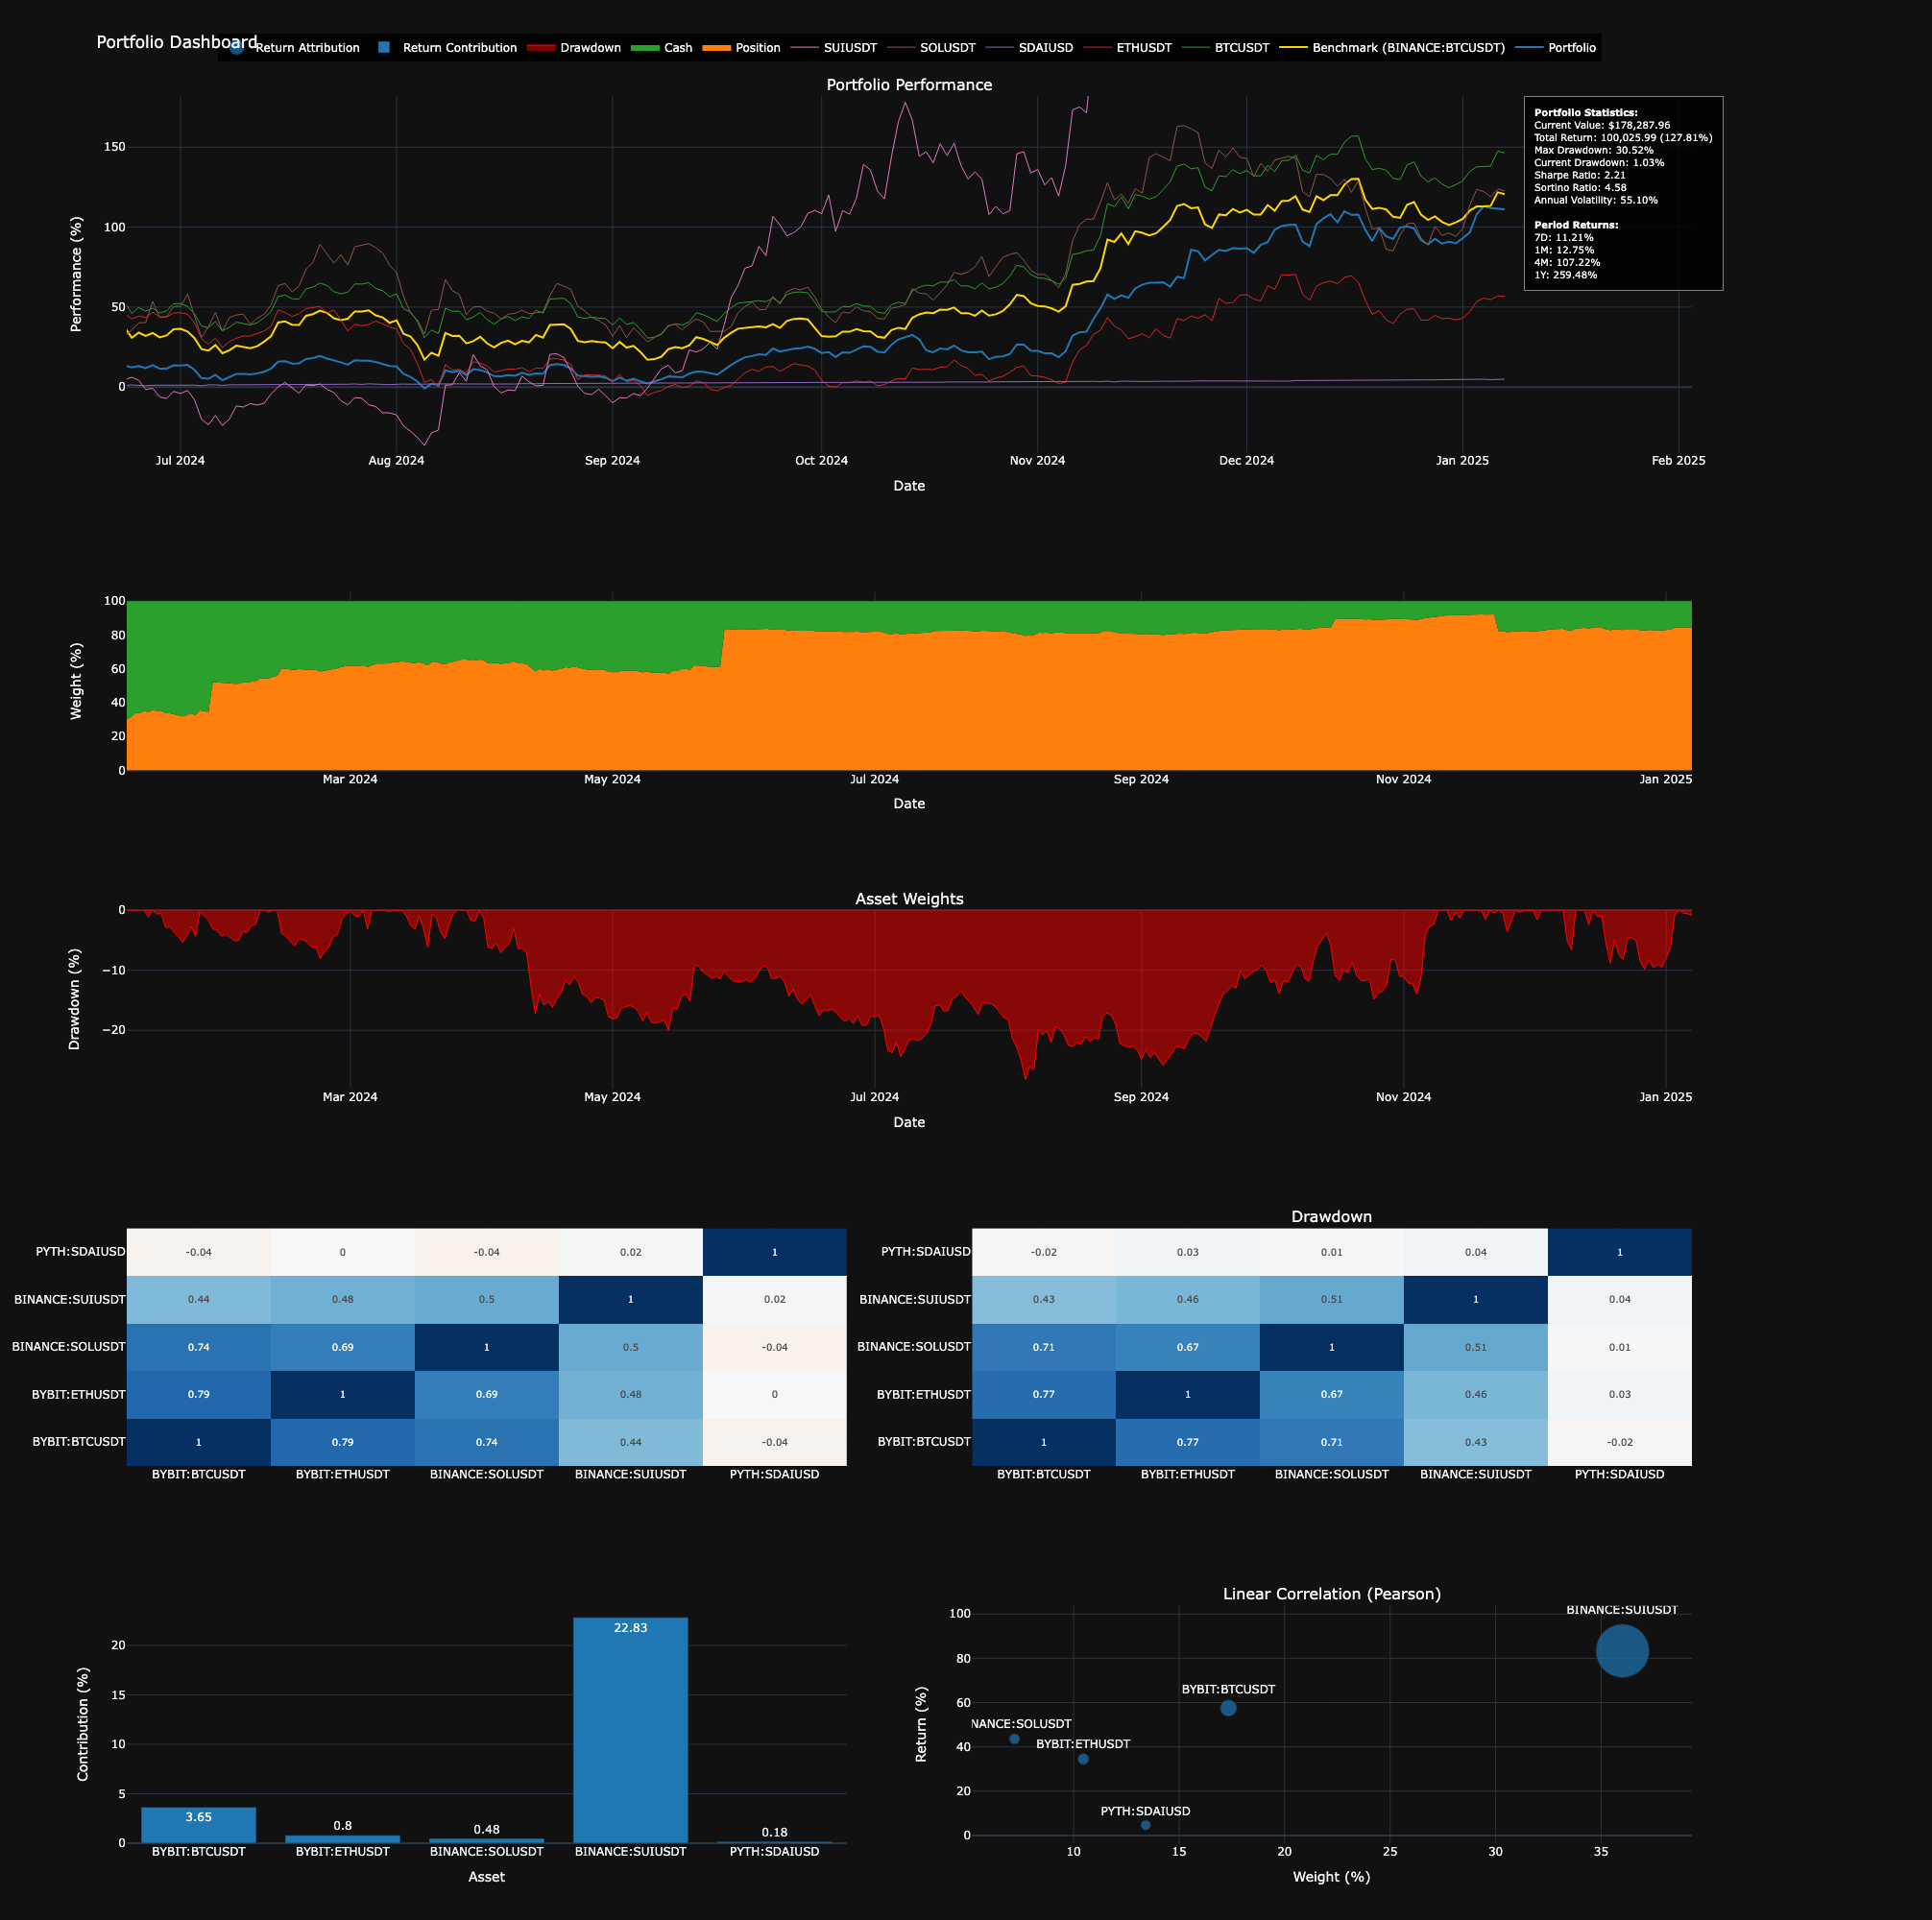 Portfolio Dashboard
Return Attribution Return Contribution Drawdown Cash Position SUIUSDT SOLUSDT SDAIUSD ETHUSDT BTCUSDT Benchmark (BINANCE:BTCUSDT) Portfolio
Portfolio Performance
Portfolio Statistics:
Current Value: $178,287.96
Total Return: 100,025.99 (127.81%)
Max Drawdown: 30.52%
Current Drawdown: 1.03%
Sharpe Ratio: 2.21
Sortino Ratio: 4.58
Annual Volatility: 55.10%
Period Returns:
7D: 11.21%
1M: 12.75%
4M: 107.22%
1Y: 259.48%
Performance (%)
150
100
50
0
Jul 2024 Aug 2024 Sep 2024 Oct 2024 Nov 2024 Dec 2024 Jan 2025 Feb 2025
Date
Weight (%)
100
80
60
40
20
0
Mar 2024 May 2024 Jul 2024 Sep 2024 Nov 2024 Jan 2025
Date
Asset Weights
Drawdown (%)
0
−10
−20
Mar 2024 May 2024 Jul 2024 Sep 2024 Nov 2024 Jan 2025
Date
PYTH:SDAIUSD -0.04 0 -0.04 0.02 1
BINANCE:SUIUSDT 0.44 0.48 0.5 1 0.02
BINANCE:SOLUSDT 0.74 0.69 1 0.5 -0.04
BYBIT:ETHUSDT 0.79 1 0.69 0.48 0
BYBIT:BTCUSDT 1 0.79 0.74 0.44 -0.04
BYBIT:BTCUSDT BYBIT:ETHUSDT BINANCE:SOLUSDT BINANCE:SUIUSDT PYTH:SDAIUSD
Drawdown
PYTH:SDAIUSD -0.02 0.03 0.01 0.04 1
BINANCE:SUIUSDT 0.43 0.46 0.51 1 0.04
BINANCE:SOLUSDT 0.71 0.67 1 0.51 0.01
BYBIT:ETHUSDT 0.77 1 0.67 0.46 0.03
BYBIT:BTCUSDT 1 0.77 0.71 0.43 -0.02
BYBIT:BTCUSDT BYBIT:ETHUSDT BINANCE:SOLUSDT BINANCE:SUIUSDT PYTH:SDAIUSD
Contribution (%)
20
15
10
5
0
3.65 0.8 0.48 22.83 0.18
BYBIT:BTCUSDT BYBIT:ETHUSDT BINANCE:SOLUSDT BINANCE:SUIUSDT PYTH:SDAIUSD
Asset
Linear Correlation (Pearson)
Return (%)
100
80
60
40
20
0
BINANCE:SUIUSDT
BYBIT:BTCUSDT
NANCE:SOLUSDT
BYBIT:ETHUSDT
PYTH:SDAIUSD
10 15 20 25 30 35
Weight (%)